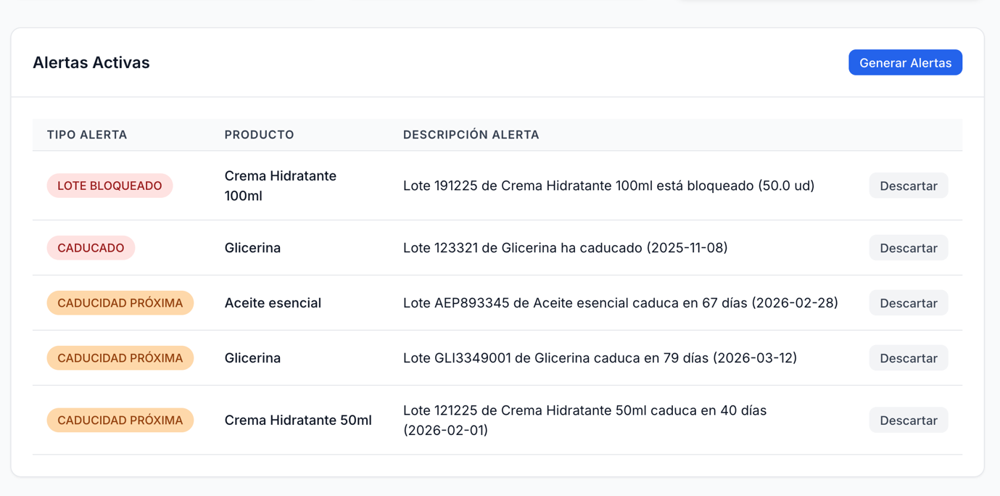 Alertas Activas
Generar Alertas
TIPO ALERTA PRODUCTO DESCRIPCIÓN ALERTA
LOTE BLOQUEADO
Crema Hidratante
100ml
Lote 191225 de Crema Hidratante 100ml está bloqueado (50.0 ud)
Descartar
CADUCADO
Glicerina
Lote 123321 de Glicerina ha caducado (2025-11-08)
Descartar
CADUCIDAD PRÓXIMA
Aceite esencial
Lote AEP893345 de Aceite esencial caduca en 67 días (2026-02-28)
Descartar
CADUCIDAD PRÓXIMA
Glicerina
Lote GLI3349001 de Glicerina caduca en 79 días (2026-03-12)
Descartar
CADUCIDAD PRÓXIMA
Crema Hidratante 50ml
Lote 121225 de Crema Hidratante 50ml caduca en 40 días
(2026-02-01)
Descartar